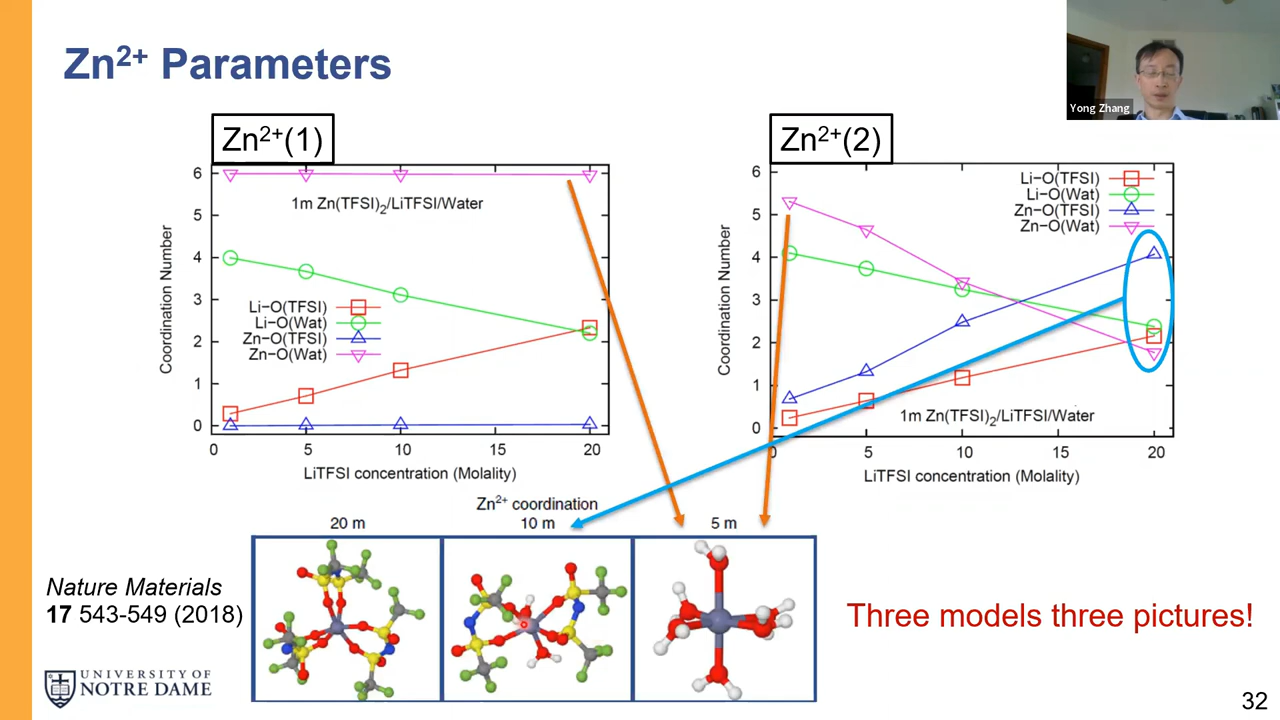 Zn2+ Parameters
Yong Zhang
Zn2+(1)
6
5
4
3
2
1
0
Coordination Number
1m Zn(TFSI)2/LiTFSI/Water
Li−O(TFSI)
Li−O(Wat)
Zn−O(TFSI)
Zn−O(Wat)
0 5 10 15 20
LiTFSI concentration (Molality)
Zn2+(2)
6
5
4
3
2
1
0
Coordination Number
Li−O(TFSI)
Li−O(Wat)
Zn−O(TFSI)
Zn−O(Wat)
1m Zn(TFSI)2/LiTFSI/Water
0 5 10 15 20
LiTFSI concentration (Molality)
Zn2+ coordination
20 m 10 m 5 m
Nature Materials
17 543-549 (2018)
Three models three pictures!
UNIVERSITY OF
NOTRE DAME
32